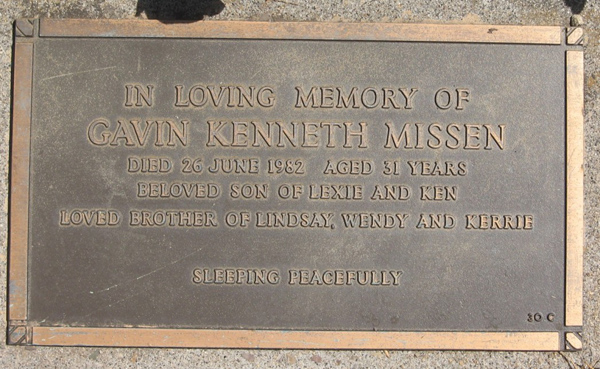 IN LOVING MEMORY OF
GAVIN KENNETH MISSEN
DIED 26 JUNE 1982 AGED 31 YEARS
BELOVED SON OF LEXIE AND KEN
LOVED BROTHER OF LINDSAY, WENDY AND KERRIE
SLEEPING PEACEFULLY
30 C